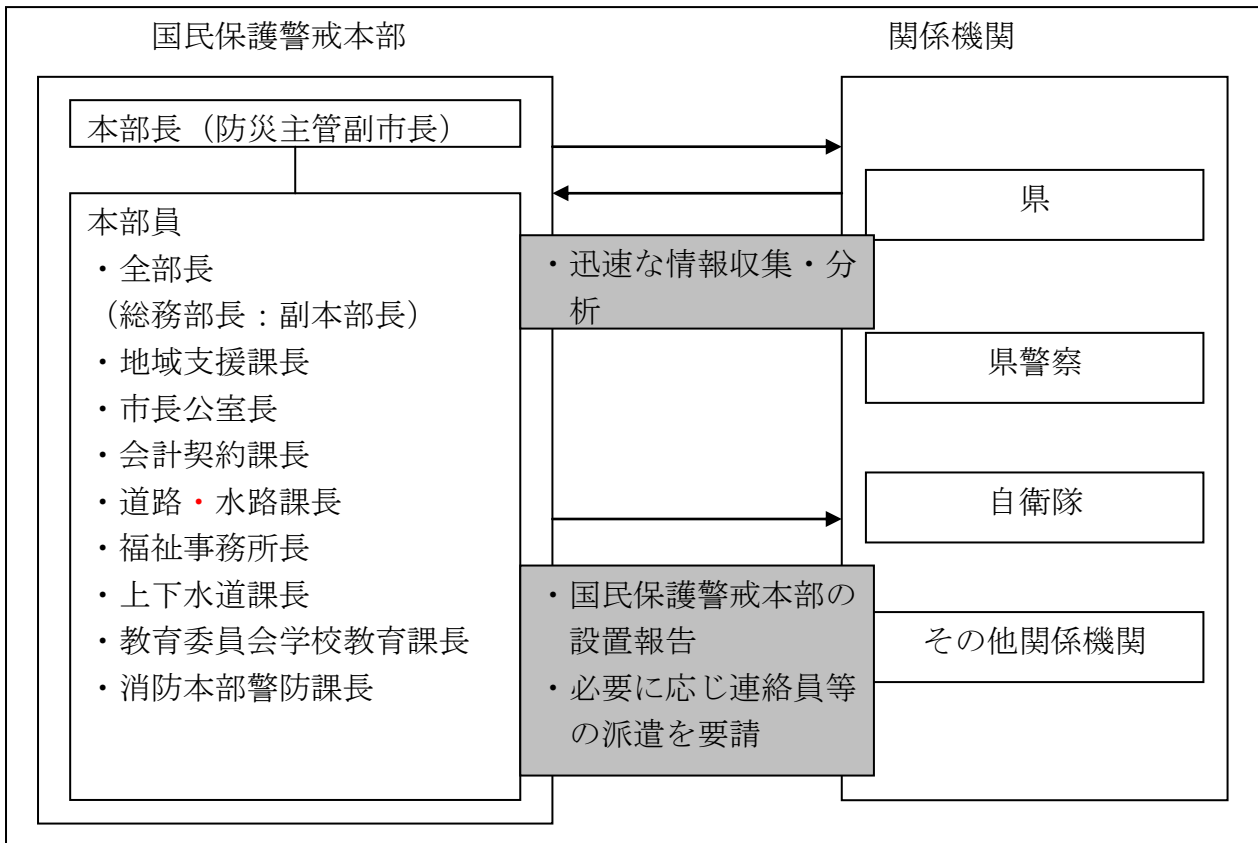 国民保護警戒本部
関係機関
本部長（防災主管副市長）
本部員
・全部長
（総務部長：副本部長）
・地域支援課長
・市長公室長
・会計契約課長
・道路・水路課長
・福祉事務所長
・上下水道課長
・教育委員会学校教育課長
・消防本部警防課長
・迅速な情報収集・分
析
・国民保護警戒本部の
設置報告
・必要に応じ連絡員等
の派遣を要請
県
県警察
自衛隊
その他関係機関